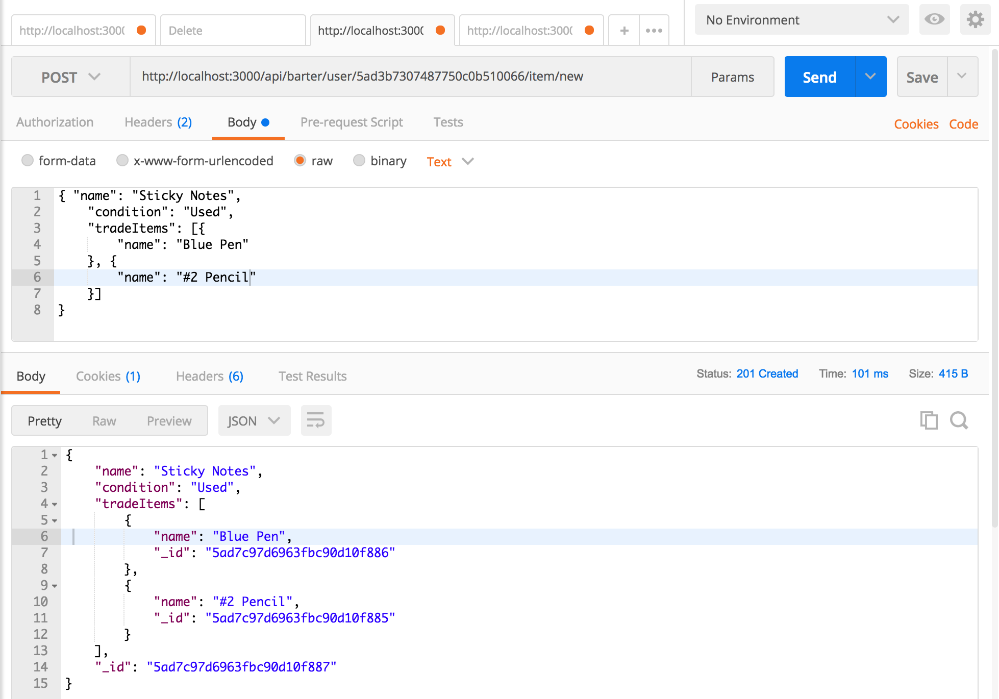 http://localhost:3000
Delete
http://localhost:3000
http://localhost:3000
+
No Environment
POST
http://localhost:3000/api/barter/user/5ad3b7307487750c0b510066/item/new
Params
Send
Save
Authorization
Headers (2)
Body
Pre-request Script
Tests
Cookies
Code
form-data
x-www-form-urlencoded
raw
binary
Text
1 { "name": "Sticky Notes",
2 "condition": "Used",
3 "tradeItems": [{
4 "name": "Blue Pen"
5 }, {
6 "name": "#2 Pencil"
7 }]
8 }
Body
Cookies (1)
Headers (6)
Test Results
Status: 201 Created
Time: 101 ms
Size: 415 B
Pretty
Raw
Preview
JSON
1 {
2 "name": "Sticky Notes",
3 "condition": "Used",
4 "tradeItems": [
5 {
6 "name": "Blue Pen",
7 "_id": "5ad7c97d6963fbc90d10f886"
8 },
9 {
10 "name": "#2 Pencil",
11 "_id": "5ad7c97d6963fbc90d10f885"
12 }
13 ],
14 "_id": "5ad7c97d6963fbc90d10f887"
15 }